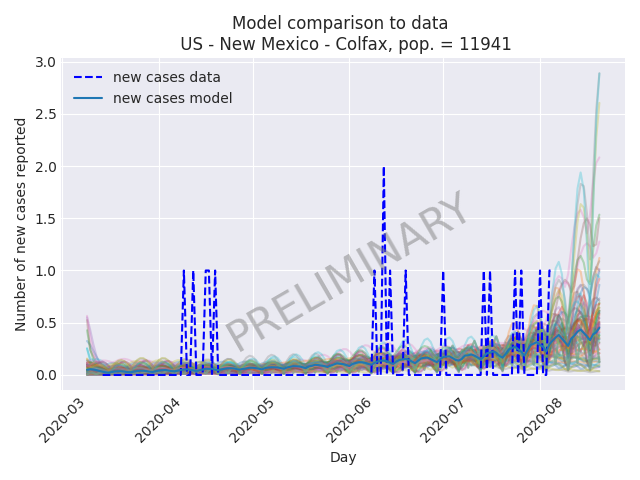 Model comparison to data
US - New Mexico - Colfax, pop. = 11941
3.0
2.5
2.0
1.5
1.0
0.5
0.0
Number of new cases reported
new cases data
new cases model
PRELIMINARY
2020-03
2020-04
2020-05
2020-06
2020-07
2020-08
Day